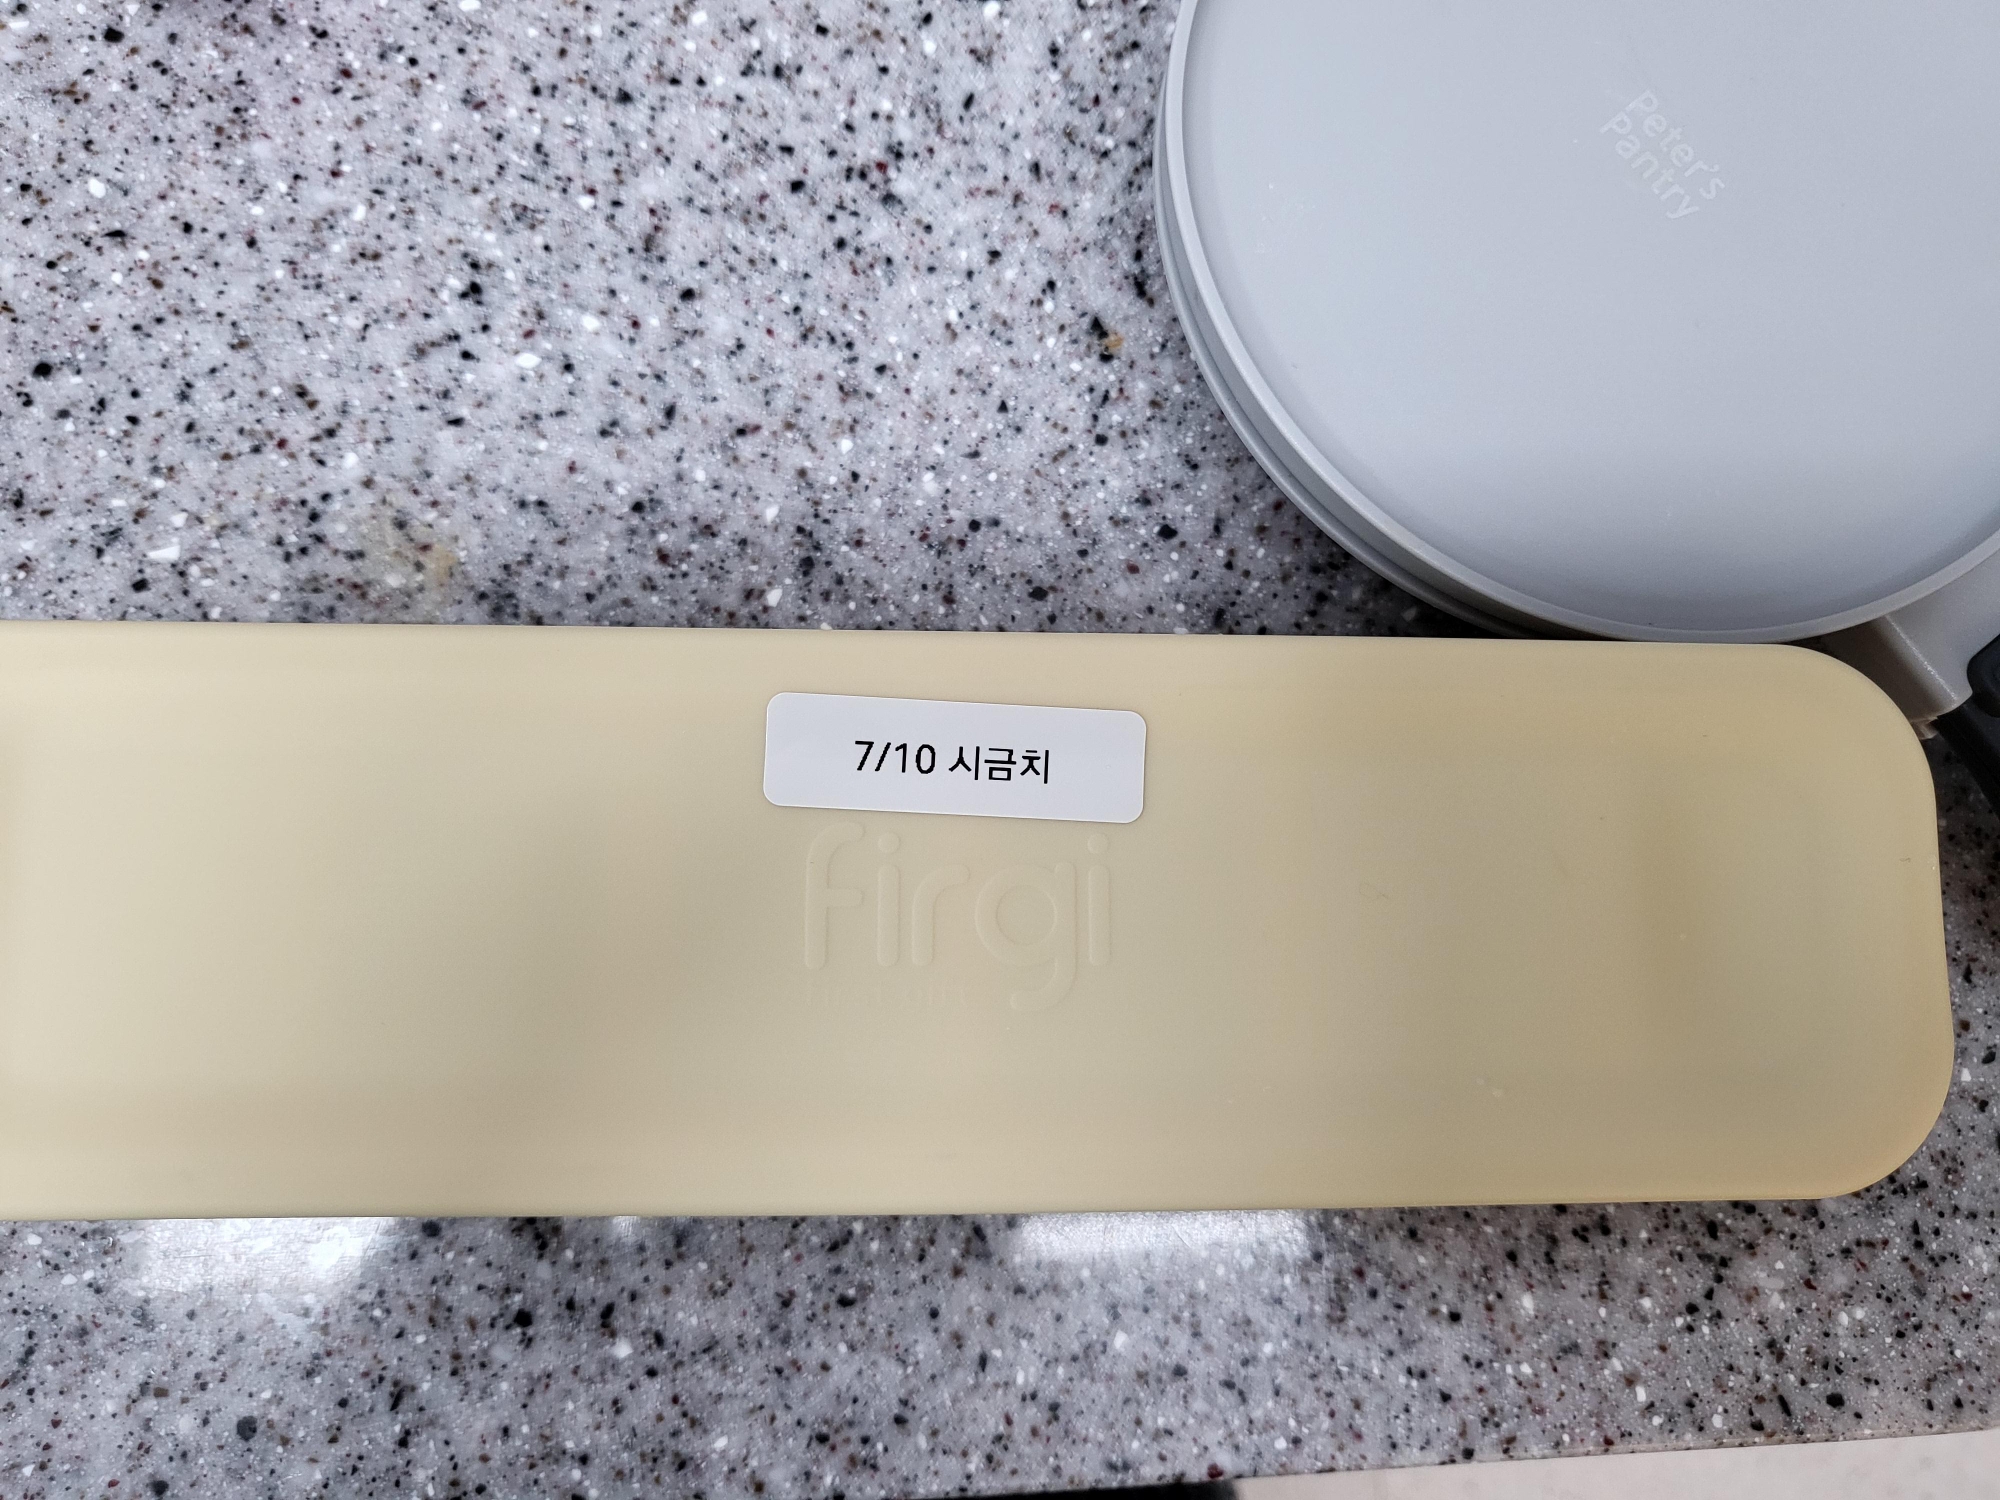 Peter's
Pantry
7/10 시금치
firgi